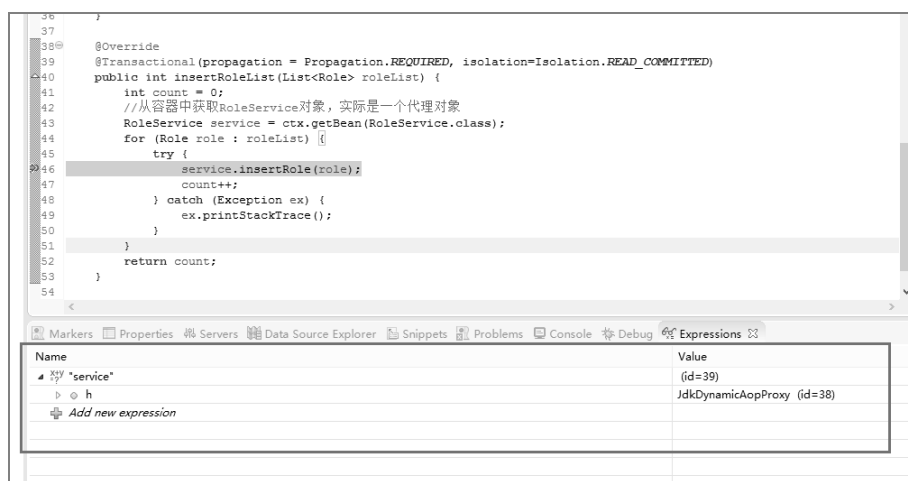 36 }
37
38 @Override
39 @Transactional(propagation = Propagation.REQUIRED, isolation=Isolation.READ_COMMITTED)
40 public int insertRoleList(List<Role> roleList) {
41 int count = 0;
42 //从容器中获取RoleService对象，实际是一个代理对象
43 RoleService service = ctx.getBean(RoleService.class);
44 for (Role role : roleList) {
45 try {
46 service.insertRole(role);
47 count++;
48 } catch (Exception ex) {
49 ex.printStackTrace();
50 }
51 }
52 return count;
53 }
54
Markers Properties Servers Data Source Explorer Snippets Problems Console Debug Expressions
Name Value
"service" (id=39)
h JdkDynamicAopProxy (id=38)
Add new expression